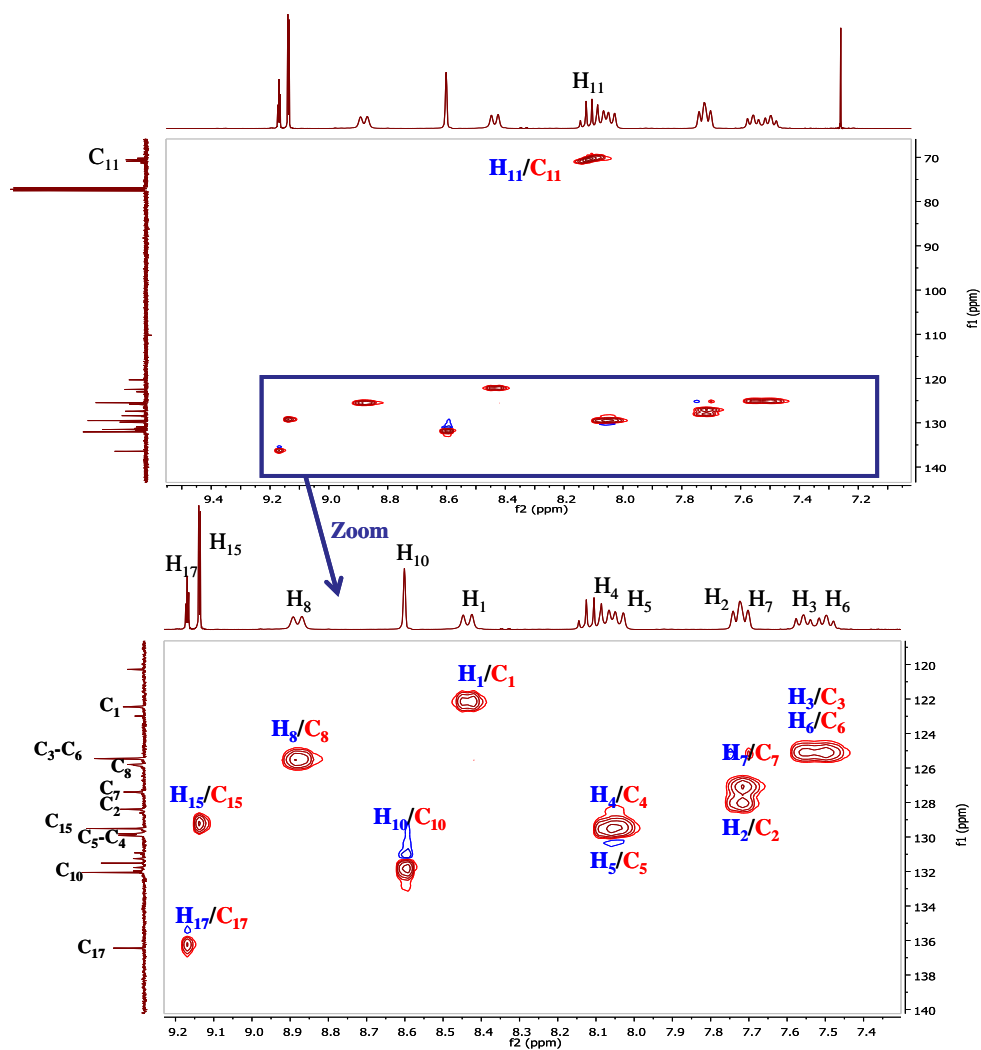 H₁₁
C₁₁
H₁₁/C₁₁
70
80
90
100
110
120
130
140
f1 (ppm)
9.4 9.2 9.0 8.8 8.6 8.4 8.2 8.0 7.8 7.6 7.4 7.2
f2 (ppm)
Zoom
H₁₇ H₁₅ H₈ H₁₀ H₁ H₄ H₅ H₂ H₇ H₃ H₆
C₁
C₃-C₆
C₈
C₇
C₂
C₁₅
C₅-C₄
C₁₀
C₁₇
H₁/C₁
H₃/C₃
H₈/C₈
H₆/C₆
H₇/C₇
H₁₅/C₁₅
H₄/C₄
H₁₀/C₁₀
H₂/C₂
H₅/C₅
H₁₇/C₁₇
120
122
124
126
128
130
132
134
136
138
140
f1 (ppm)
9.2 9.1 9.0 8.9 8.8 8.7 8.6 8.5 8.4 8.3 8.2 8.1 8.0 7.9 7.8 7.7 7.6 7.5 7.4
f2 (ppm)